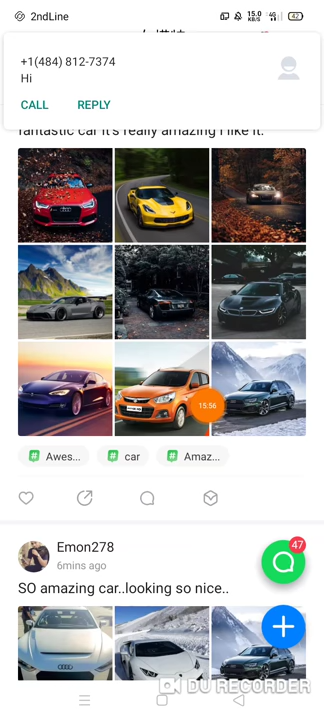 2ndLine
15.0
KB/S
4G
42
+1(484) 812-7374
Hi
CALL
REPLY
fantastic car it's really amazing I like it.
15:56
# Awes...
# car
# Amaz...
Emon278
47
6mins ago
SO amazing car..looking so nice..
DU RECORDER